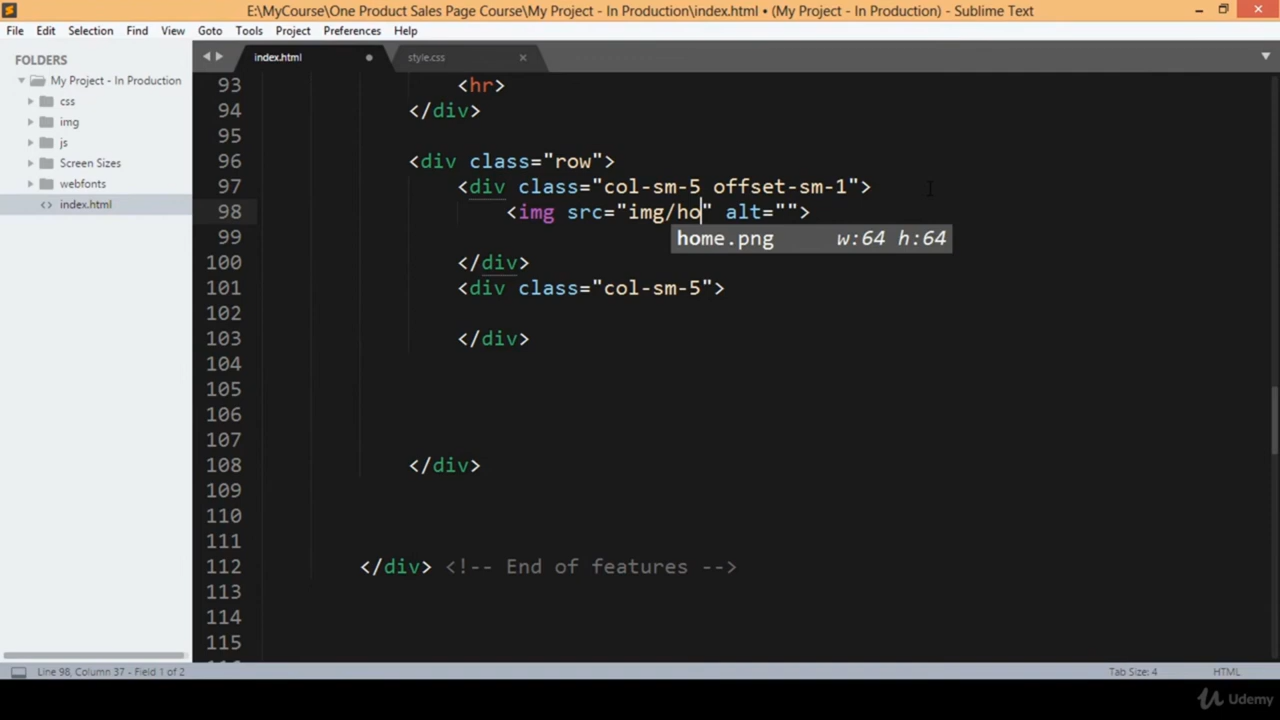 E:\MyCourse\One Product Sales Page Course\My Project - In Production\index.html • (My Project - In Production) - Sublime Text
File Edit Selection Find View Goto Tools Project Preferences Help
FOLDERS
My Project - In Production
css
img
js
Screen Sizes
webfonts
<> index.html
index.html
style.css ×
93 <hr>
94 </div>
95
96 <div class="row">
97 <div class="col-sm-5 offset-sm-1">
98 <img src="img/ho" alt="">
home.png w:64 h:64
99
100 </div>
101 <div class="col-sm-5">
102
103 </div>
104
105
106
107
108 </div>
109
110
111
112 </div> <!-- End of features -->
113
114
115
Line 98, Column 37 - Field 1 of 2
Tab Size: 4
HTML
Udemy